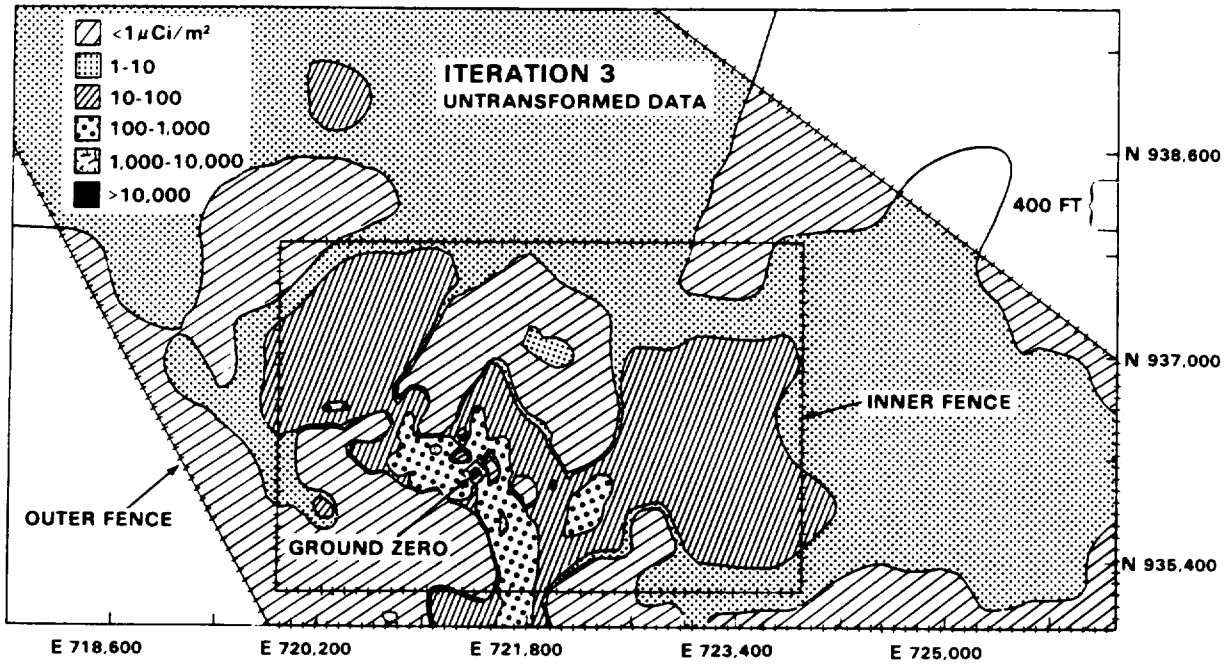 <1 μCi/m²
1-10
10-100
100-1,000
1,000-10,000
>10,000
ITERATION 3
UNTRANSFORMED DATA
N 938,600
400 FT
N 937,000
INNER FENCE
OUTER FENCE
GROUND ZERO
N 935,400
E 718,600
E 720,200
E 721,800
E 723,400
E 725,000